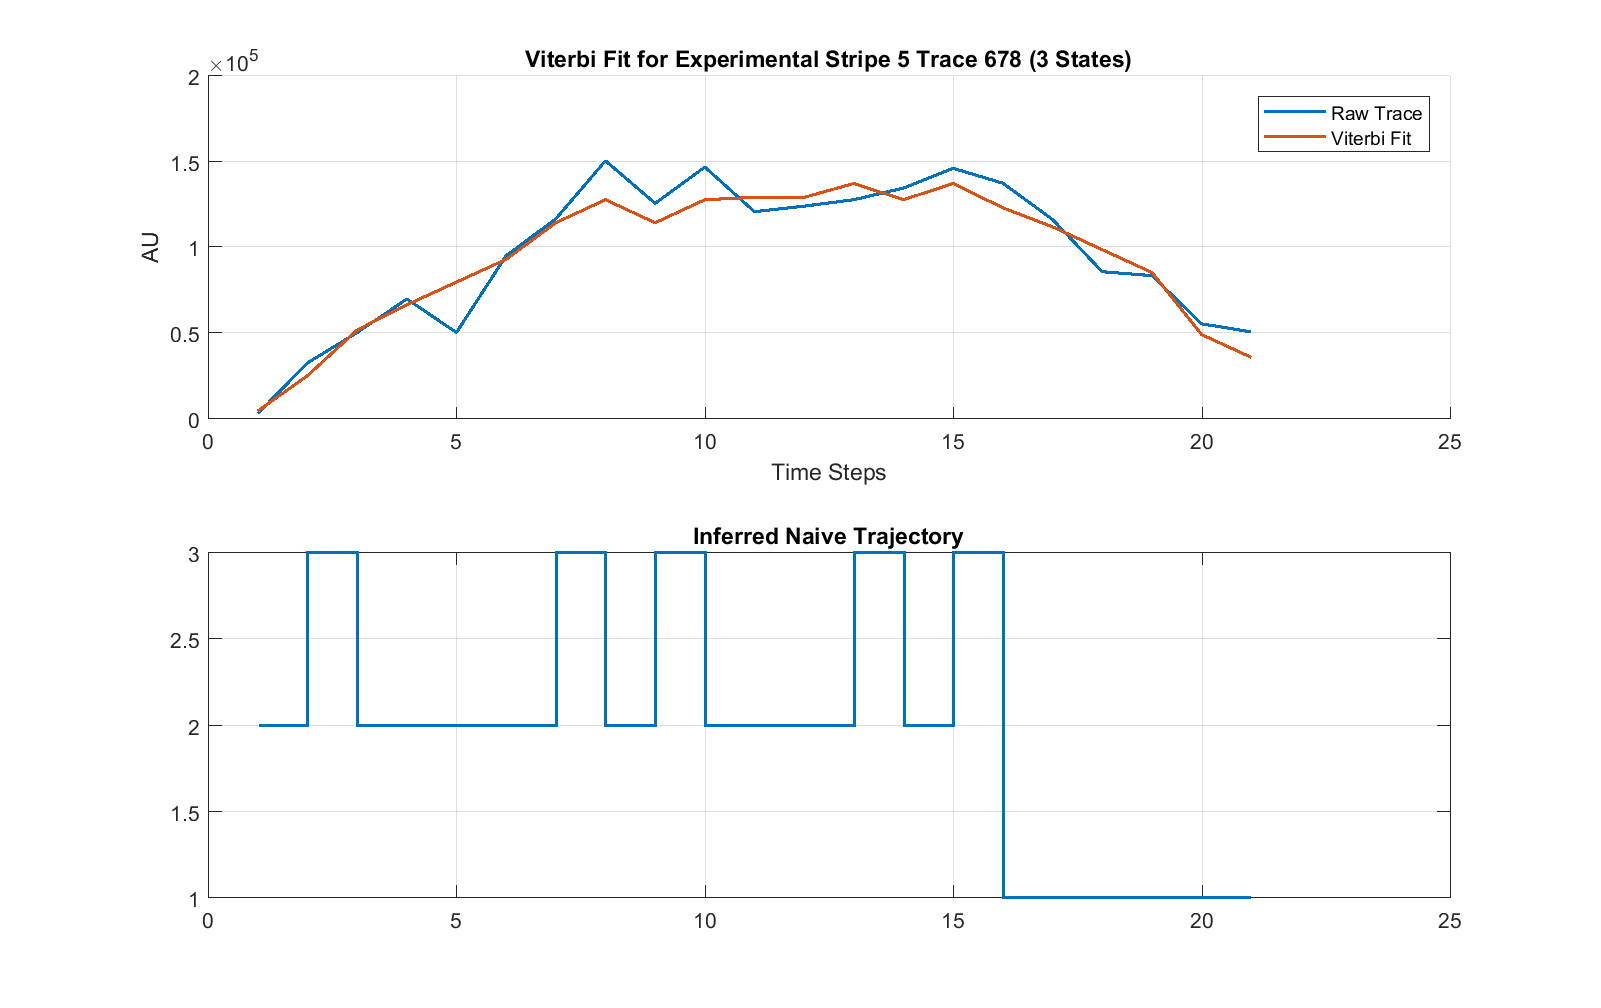 Viterbi Fit for Experimental Stripe 5 Trace 678 (3 States)
×10^5
2
1.5
1
0.5
0
AU
Raw Trace
Viterbi Fit
0 5 10 15 20 25
Time Steps
Inferred Naive Trajectory
3
2.5
2
1.5
1
0 5 10 15 20 25